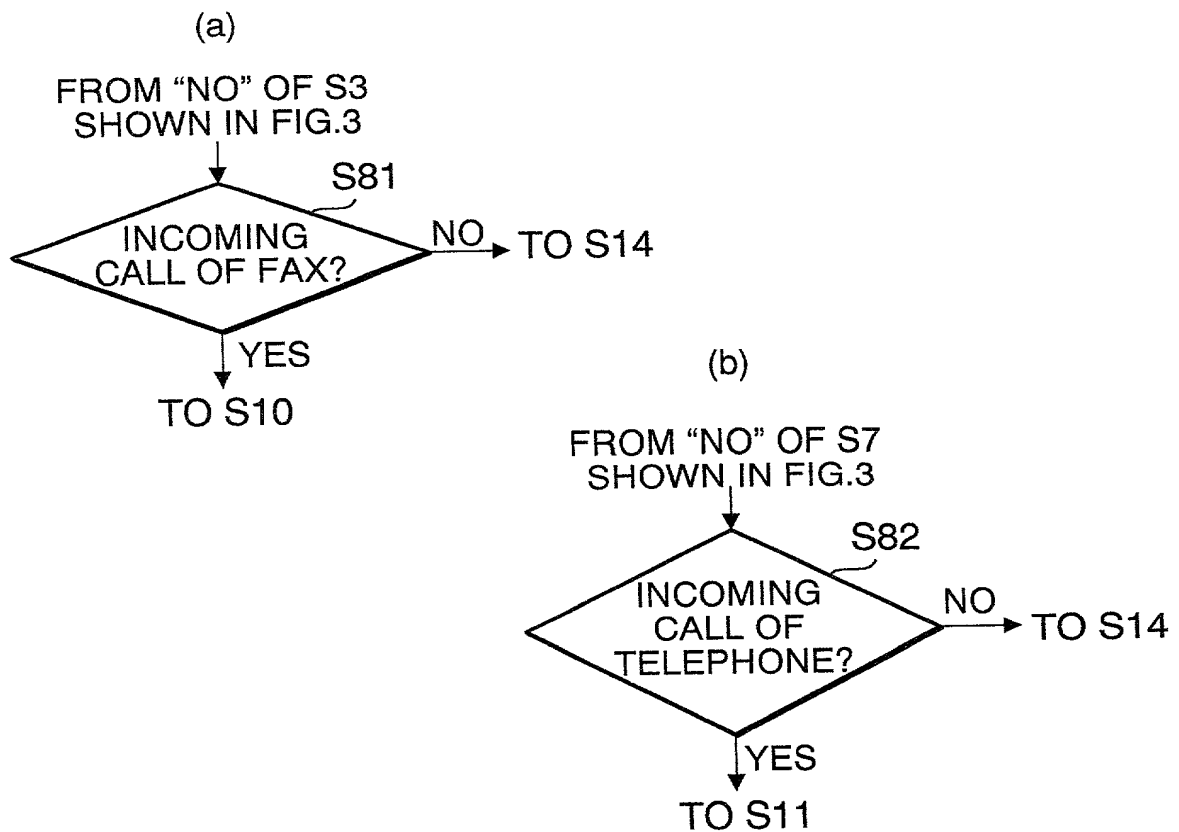 (a)
FROM “NO” OF S3
SHOWN IN FIG.3
S81
INCOMING
CALL OF FAX?
NO
TO S14
YES
TO S10
(b)
FROM “NO” OF S7
SHOWN IN FIG.3
S82
INCOMING
CALL OF
TELEPHONE?
NO
TO S14
YES
TO S11